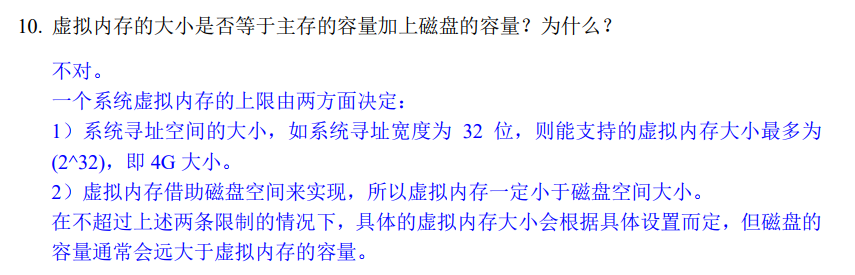 10. 虚拟内存的大小是否等于主存的容量加上磁盘的容量？为什么？
不对。
一个系统虚拟内存的上限由两方面决定：
1）系统寻址空间的大小，如系统寻址宽度为 32 位，则能支持的虚拟内存大小最多为
(2^32)，即 4G 大小。
2）虚拟内存借助磁盘空间来实现，所以虚拟内存一定小于磁盘空间大小。
在不超过上述两条限制的情况下，具体的虚拟内存大小会根据具体设置而定，但磁盘的
容量通常会远大于虚拟内存的容量。